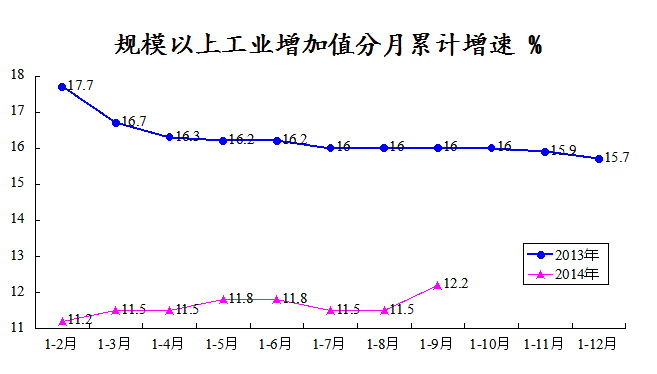 规模以上工业增加值分月累计增速 %
18
17
16
15
14
13
12
11
17.7
16.7
16.3
16.2
16.2
16
16
16
16
15.9
15.7
11.2
11.5
11.5
11.8
11.8
11.5
11.5
12.2
2013年
2014年
1-2月
1-3月
1-4月
1-5月
1-6月
1-7月
1-8月
1-9月
1-10月
1-11月
1-12月